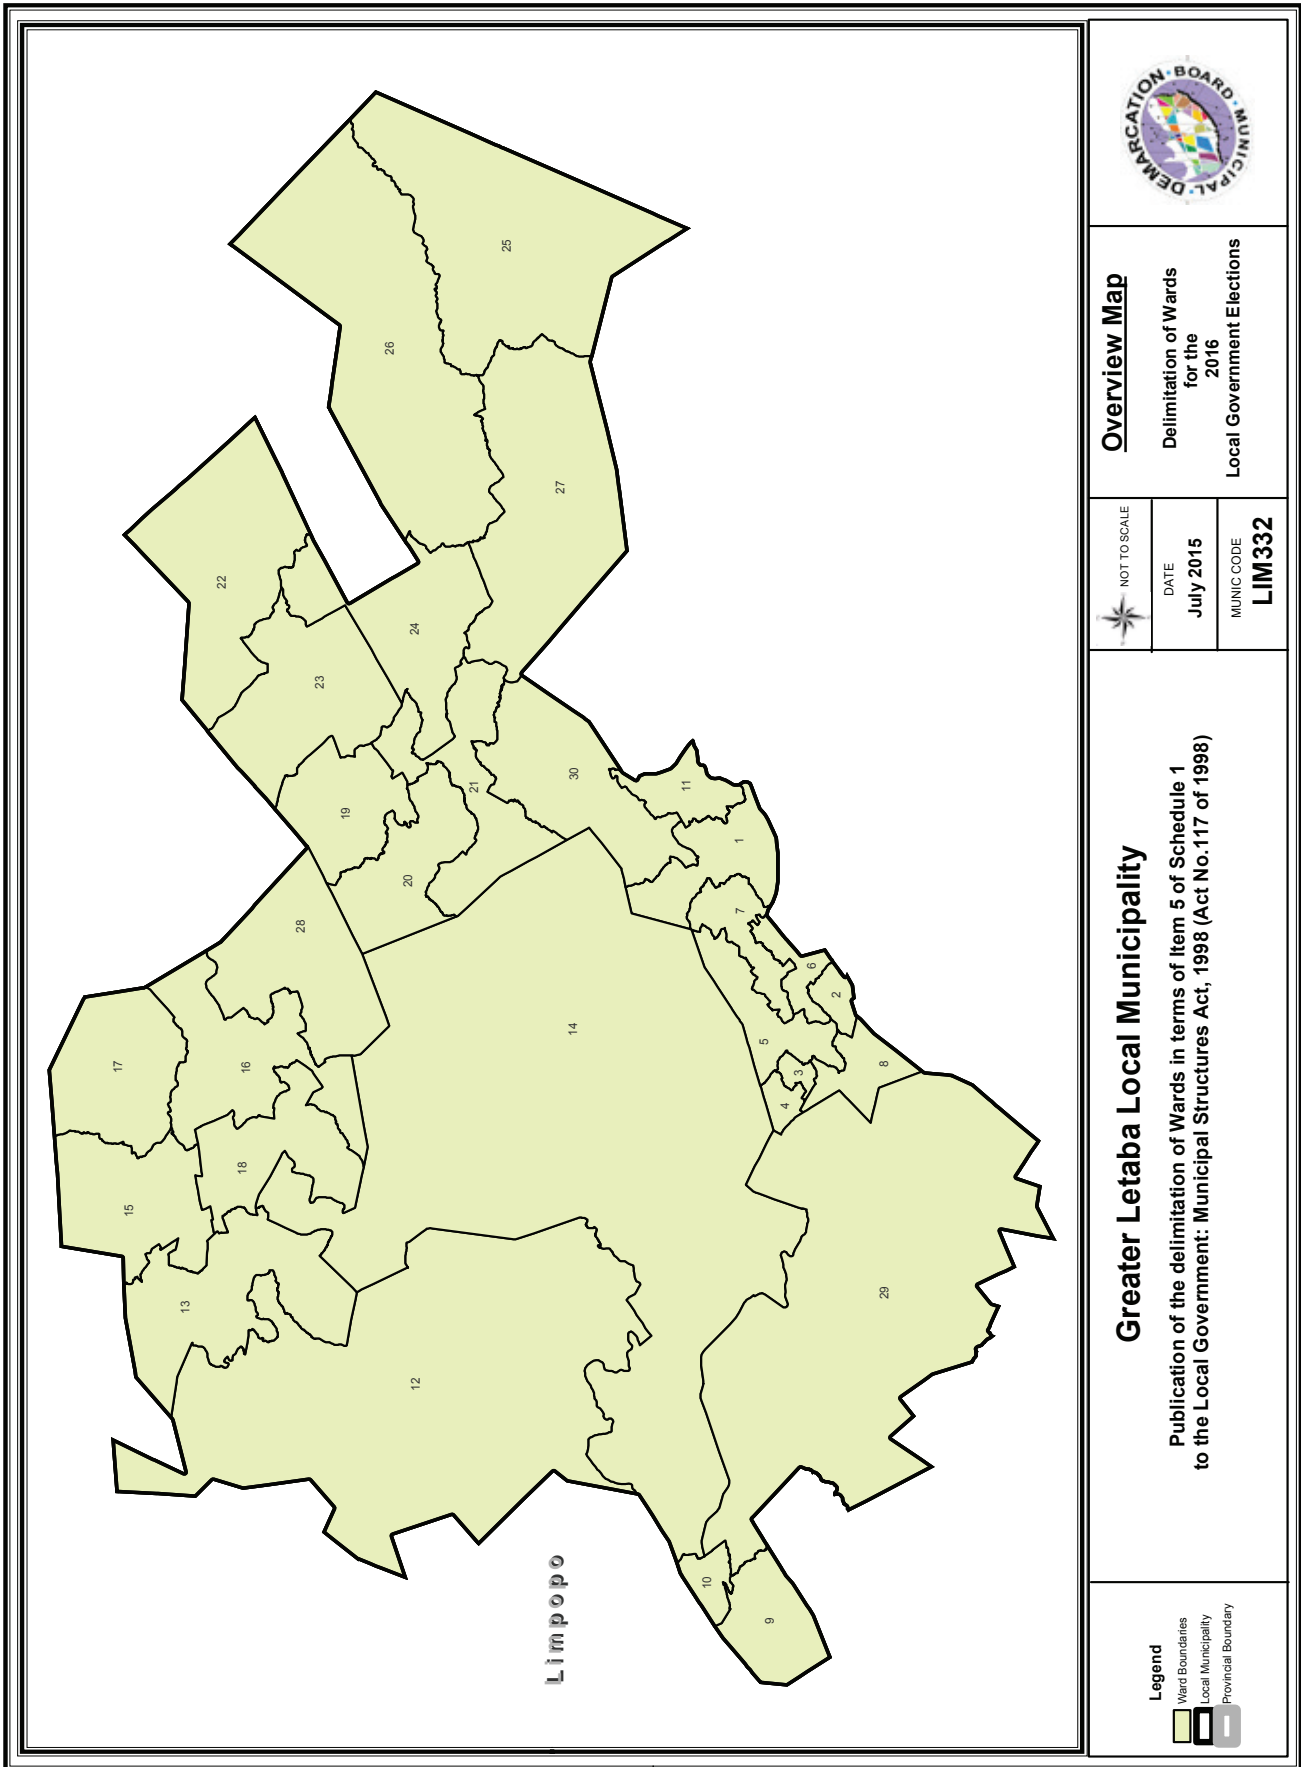 Limpopo
22
26
25
23
24
27
19
21
30
20
28
11
1
7
17
16
14
6
2
5
3
8
4
18
15
13
12
29
10
9
Legend
Ward Boundaries
Local Municipality
Provincial Boundary
Greater Letaba Local Municipality
Publication of the delimitation of Wards in terms of Item 5 of Schedule 1
to the Local Government: Municipal Structures Act, 1998 (Act No.117 of 1998)
NOT TO SCALE
DATE
July 2015
MUNIC CODE
LIM332
Overview Map
Delimitation of Wards
for the
2016
Local Government Elections
MUNICIPAL • DEMARCATION • BOARD •